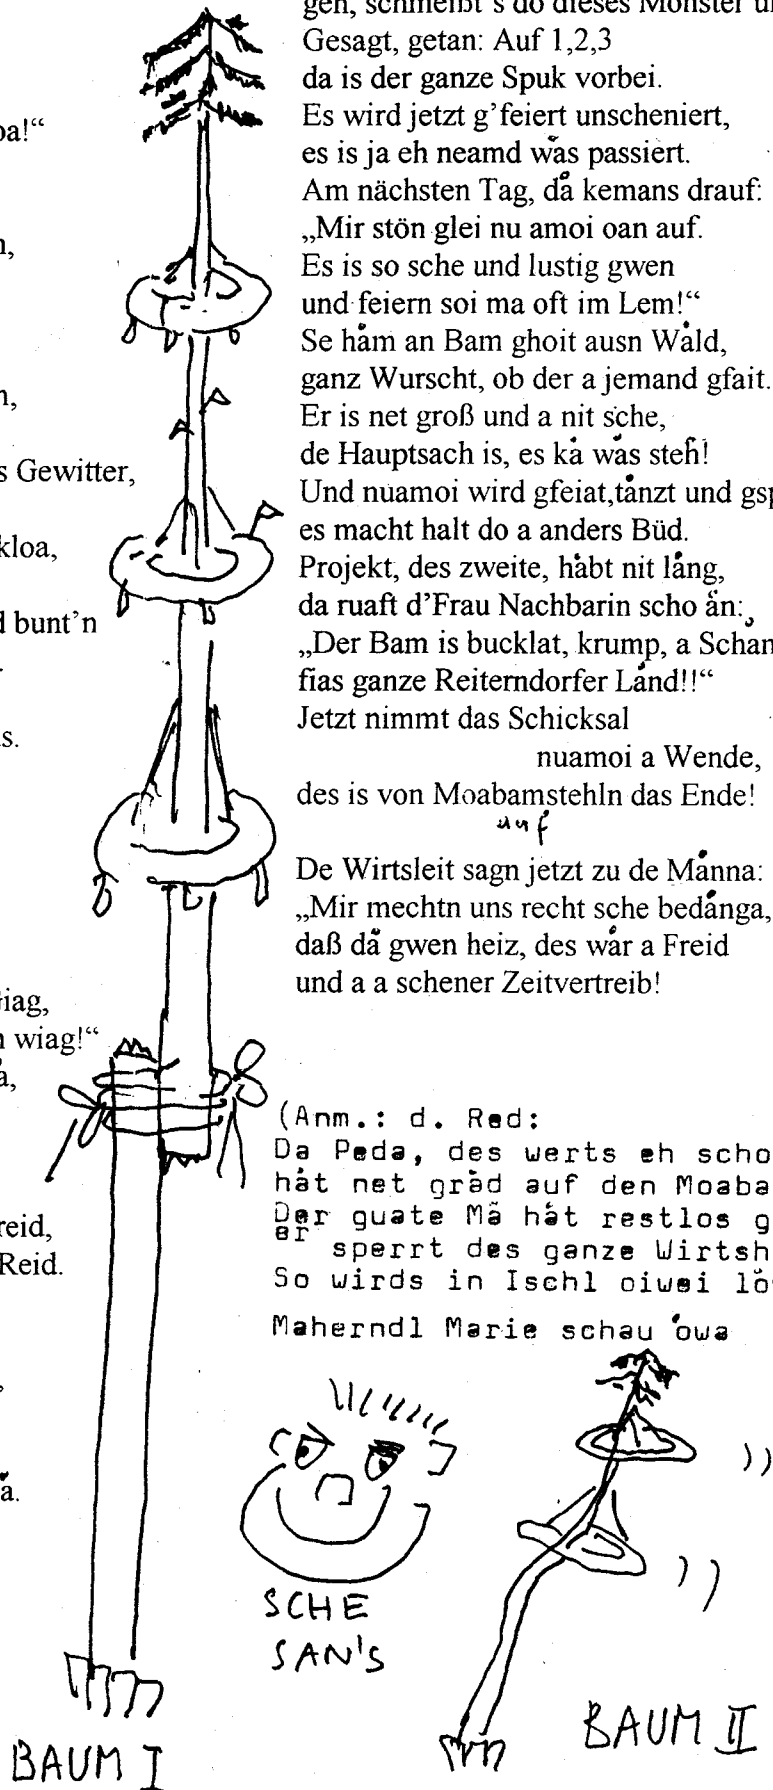 oa!“
n,
n,
s Gewitter,
kloa,
d bunt'n
s.
iag,
n wiag!“
a,
reid,
Reid.
å.
gen, schmeißt's do dieses Monster u
Gesagt, getan: Auf 1,2,3
da is der ganze Spuk vorbei.
Es wird jetzt g'feiert unscheniert,
es is ja eh neamd wås passiert.
Am nächsten Tag, då kemans drauf:
„Mir stön glei nu amoi oan auf.
Es is so sche und lustig gwen
und feiern soi ma oft im Lem!“
Se håm an Bam ghoit ausn Wåld,
ganz Wurscht, ob der a jemand gfait.
Er is net groß und a nit sche,
de Hauptsach is, es kå wås steh!
Und nuamoi wird gfeiat,tånzt und gsp
es macht halt do a anders Büd.
Projekt, des zweite, håbt nit lång,
da ruaft d'Frau Nachbarin scho ån:
„Der Bam is bucklat, krump, a Schan
fias ganze Reiterndorfer Lånd!!“
Jetzt nimmt das Schicksal
nuamoi a Wende,
des is von Moabamstehln das Ende!
auf
De Wirtsleit sagn jetzt zu de Månna:
„Mir mechtn uns recht sche bedånga,
daß då gwen heiz, des wår a Freid
und a a schener Zeitvertreib!
(Anm.: d. Red:
Da Peda, des werts eh scho
håt net gråd auf den Moaba
Der guate Må håt restlos g
er sperrt des ganze Wirtsh
So wirds in Ischl oiwei lö
Maherndl Marie schau owa
SCHE
SAN'S
BAUM I
BAUM II